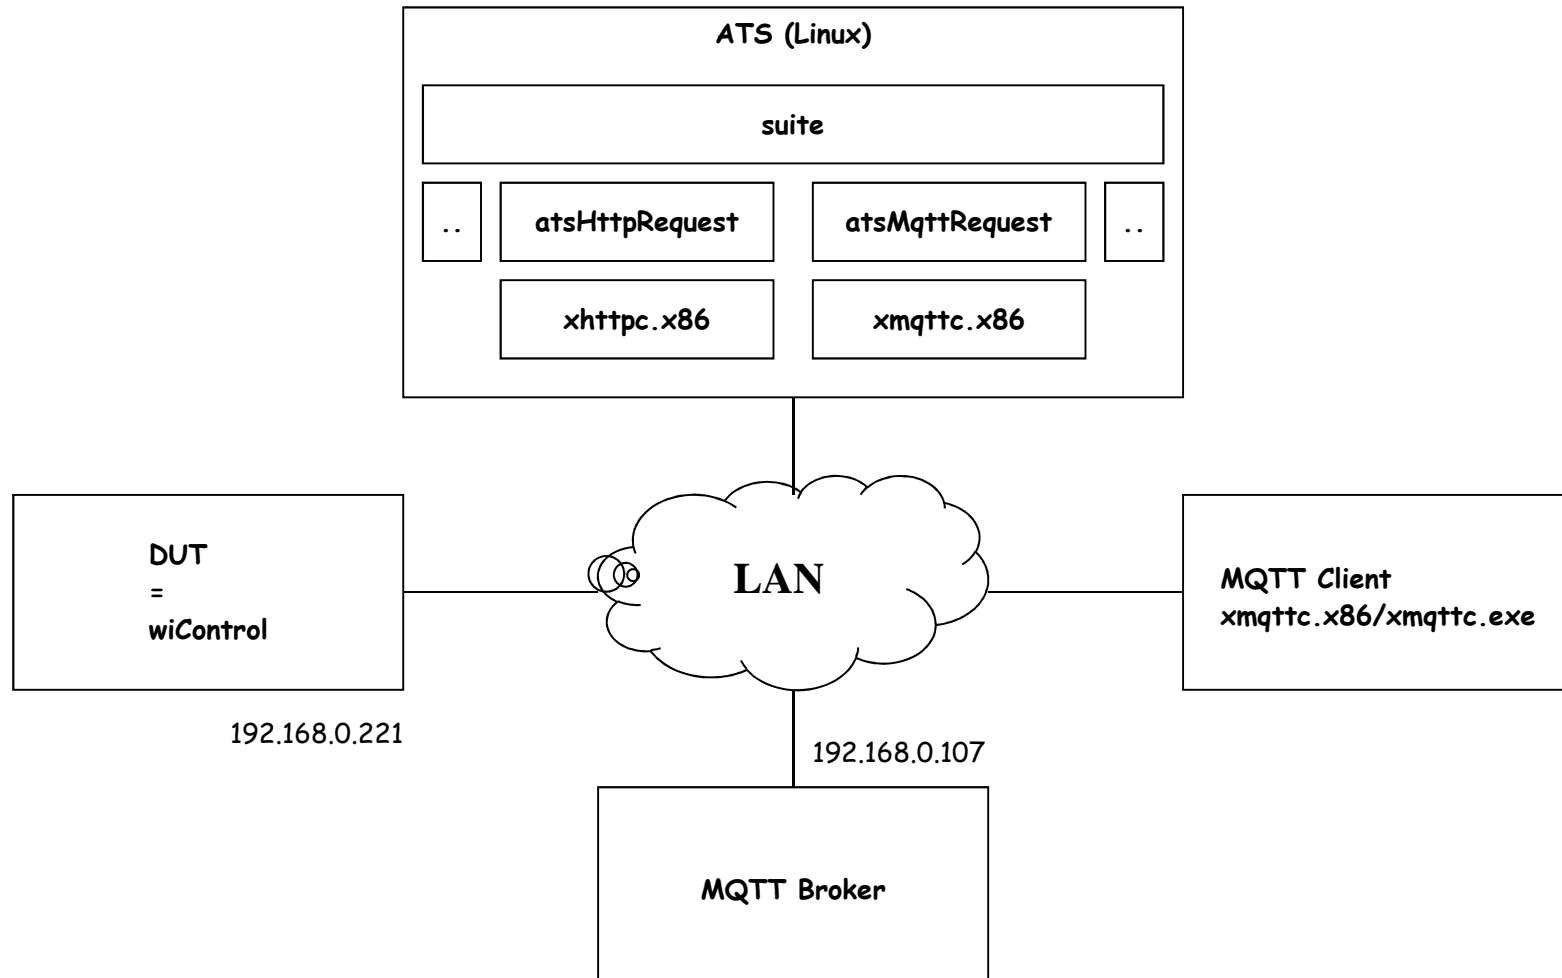 ATS (Linux)
suite
..
atsHttpRequest
atsMqttRequest
..
xhttpc.x86
xmqttc.x86
DUT
=
wiControl
LAN
MQTT Client
xmqttc.x86/xmqttc.exe
192.168.0.221
192.168.0.107
MQTT Broker